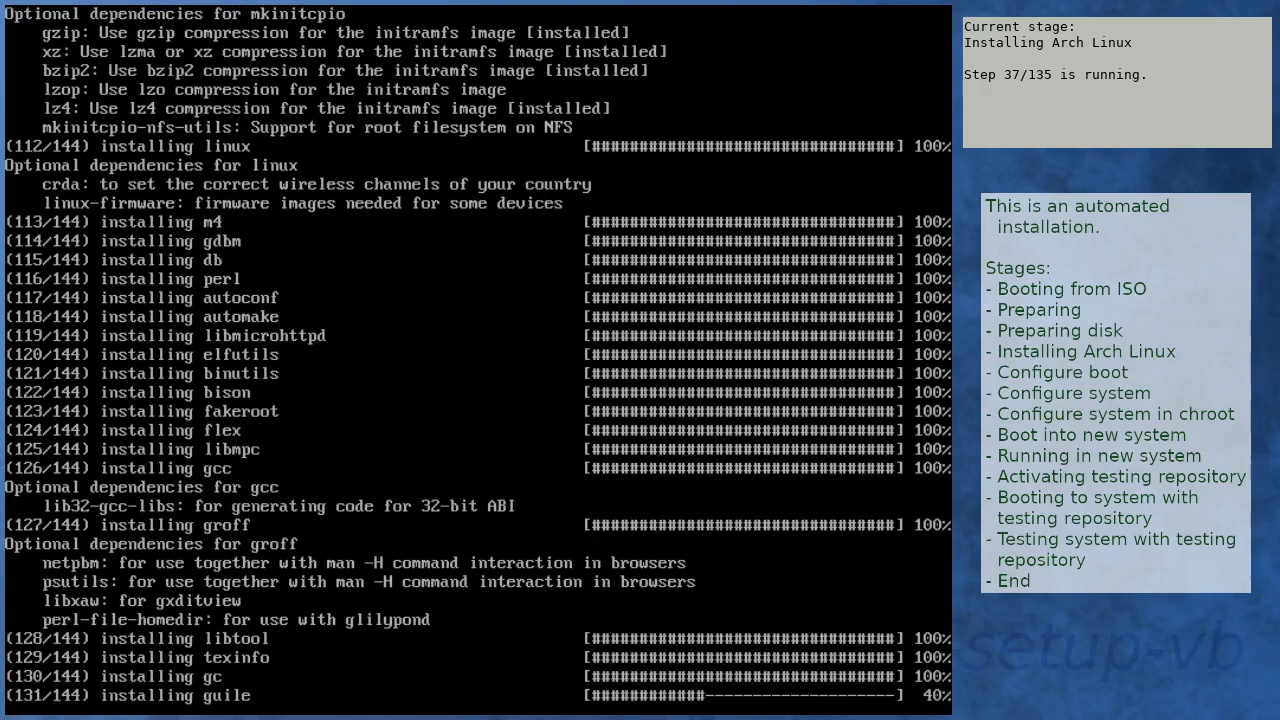 Optional dependencies for mkinitcpio
gzip: Use gzip compression for the initramfs image [installed]
xz: Use lzma or xz compression for the initramfs image [installed]
bzip2: Use bzip2 compression for the initramfs image [installed]
lzop: Use lzo compression for the initramfs image
lz4: Use lz4 compression for the initramfs image [installed]
mkinitcpio-nfs-utils: Support for root filesystem on NFS
(112/144) installing linux [################################] 100%
Optional dependencies for linux
crda: to set the correct wireless channels of your country
linux-firmware: firmware images needed for some devices
(113/144) installing m4 [################################] 100%
(114/144) installing gdbm [################################] 100%
(115/144) installing db [################################] 100%
(116/144) installing perl [################################] 100%
(117/144) installing autoconf [################################] 100%
(118/144) installing automake [################################] 100%
(119/144) installing libmicrohttpd [################################] 100%
(120/144) installing elfutils [################################] 100%
(121/144) installing binutils [################################] 100%
(122/144) installing bison [################################] 100%
(123/144) installing fakeroot [################################] 100%
(124/144) installing flex [################################] 100%
(125/144) installing libmpc [################################] 100%
(126/144) installing gcc [################################] 100%
Optional dependencies for gcc
lib32-gcc-libs: for generating code for 32-bit ABI
(127/144) installing groff [################################] 100%
Optional dependencies for groff
netpbm: for use together with man -H command interaction in browsers
psutils: for use together with man -H command interaction in browsers
libxaw: for gxditview
perl-file-homedir: for use with glilypond
(128/144) installing libtool [################################] 100%
(129/144) installing texinfo [################################] 100%
(130/144) installing gc [################################] 100%
(131/144) installing guile [############--------------------] 40%
Current stage:
Installing Arch Linux
Step 37/135 is running.
This is an automated
installation.
Stages:
- Booting from ISO
- Preparing
- Preparing disk
- Installing Arch Linux
- Configure boot
- Configure system
- Configure system in chroot
- Boot into new system
- Running in new system
- Activating testing repository
- Booting to system with
testing repository
- Testing system with testing
repository
- End
setup-vb